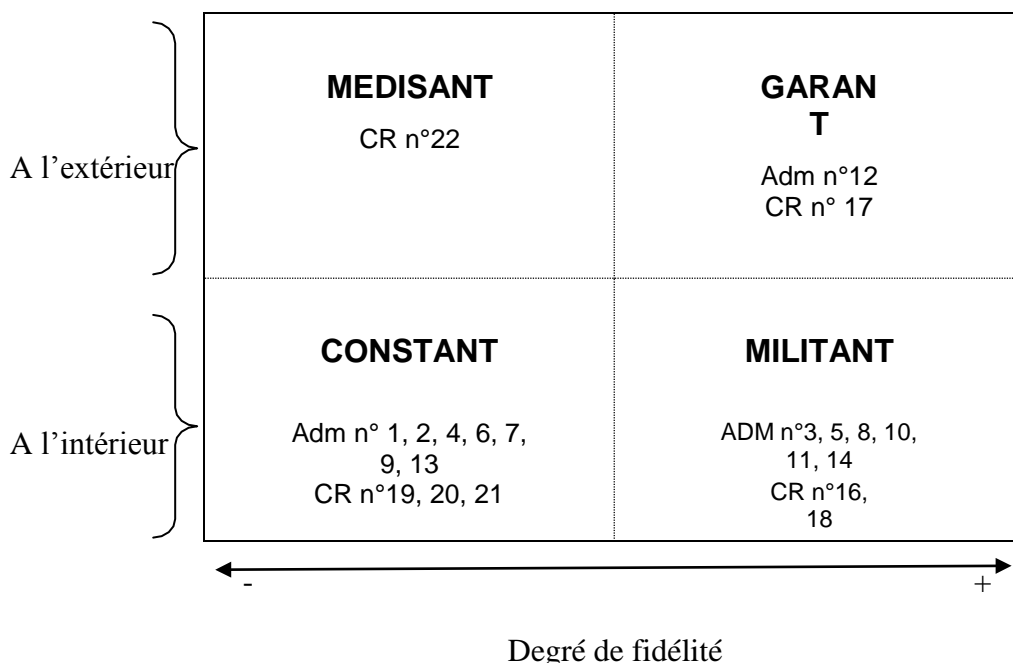 MEDISANT
CR n°22
GARAN
T
Adm n°12
CR n° 17
A l’extérieur
CONSTANT
Adm n° 1, 2, 4, 6, 7,
9, 13
CR n°19, 20, 21
MILITANT
ADM n°3, 5, 8, 10,
11, 14
CR n°16,
18
A l’intérieur
- +
Degré de fidélité